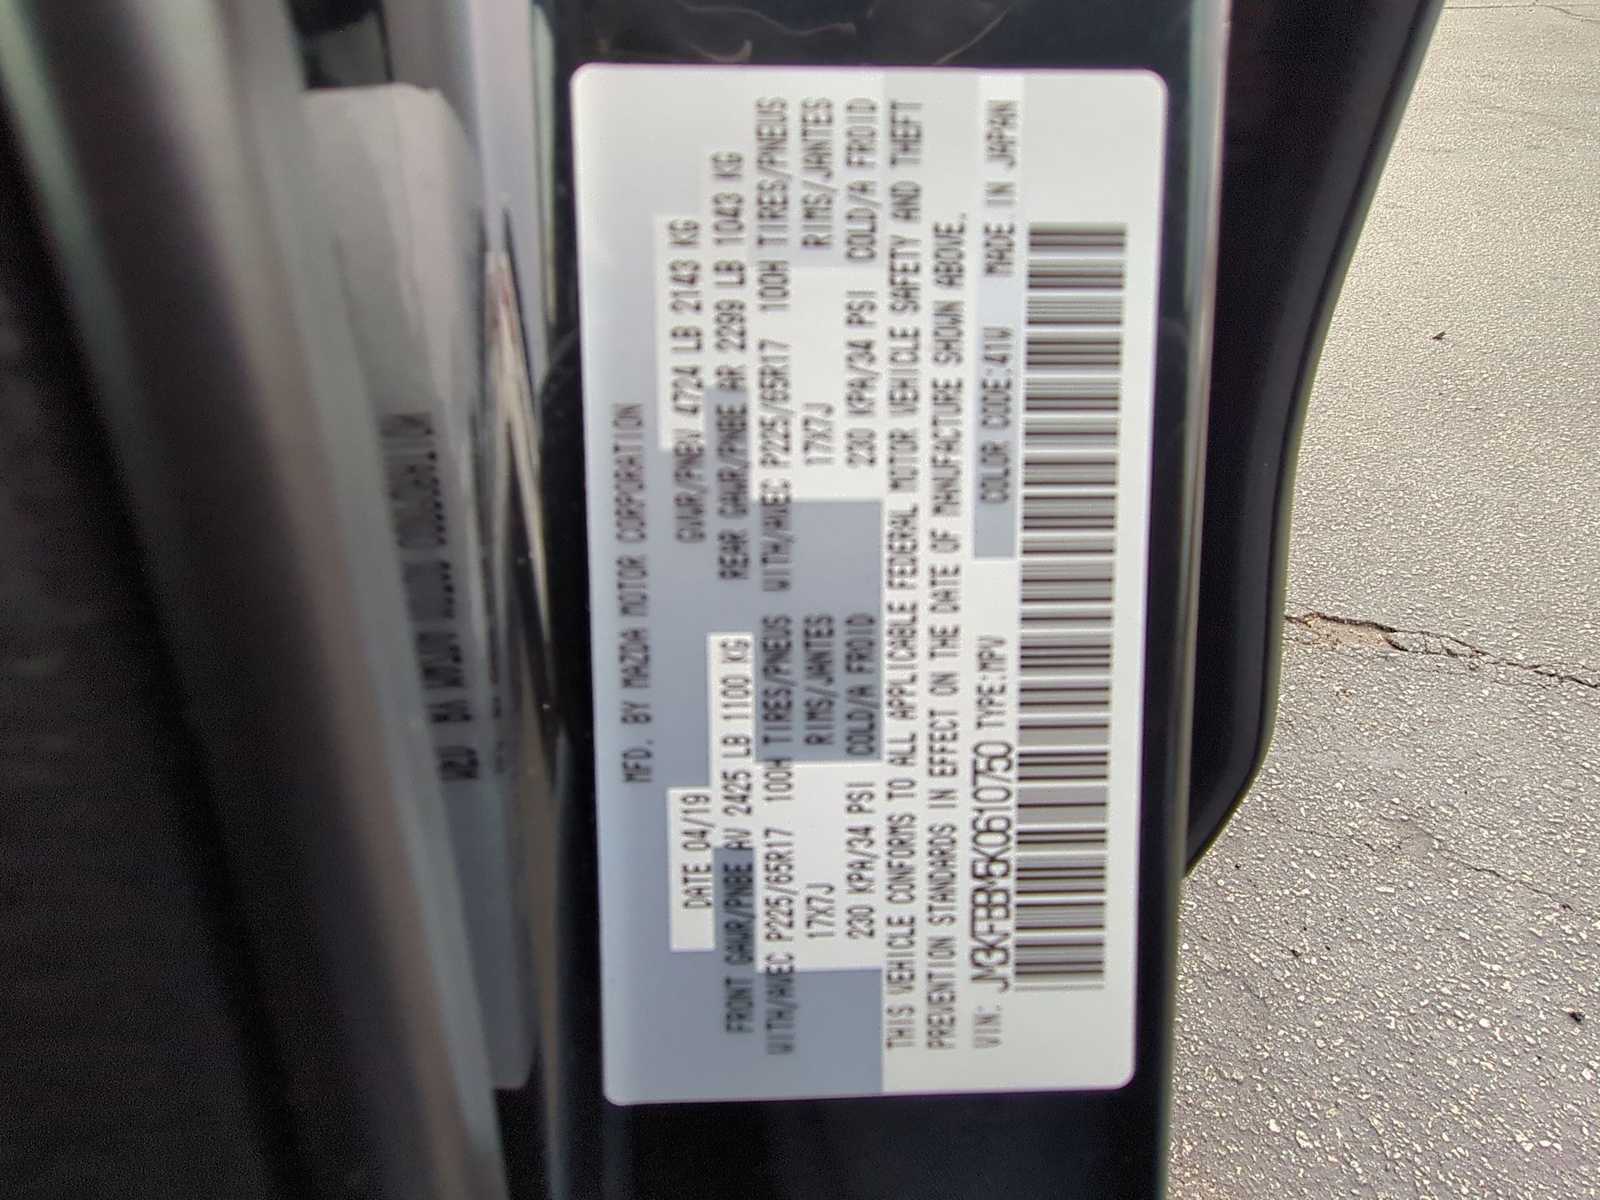 MFD. BY MAZDA MOTOR CORPORATION
DATE 04/19 GVWR/PNBV 4724 LB 2143 KG
FRONT GAWR/PNBE AV 2425 LB 1100 KG REAR GAWR/PNBE AR 2299 LB 1043 KG
WITH/AVEC P225/65R17 100H TIRES/PNEUS WITH/AVEC P225/65R17 100H TIRES/PNEUS
17X7J RIMS/JANTES 17X7J RIMS/JANTES
230 KPA/34 PSI COLD/A FROID 230 KPA/34 PSI COLD/A FROID
THIS VEHICLE CONFORMS TO ALL APPLICABLE FEDERAL MOTOR VEHICLE SAFETY AND THEFT
PREVENTION STANDARDS IN EFFECT ON THE DATE OF MANUFACTURE SHOWN ABOVE.
VIN: JM3KFBBM5K0610750 TYPE:MPV COLOR CODE:41W MADE IN JAPAN